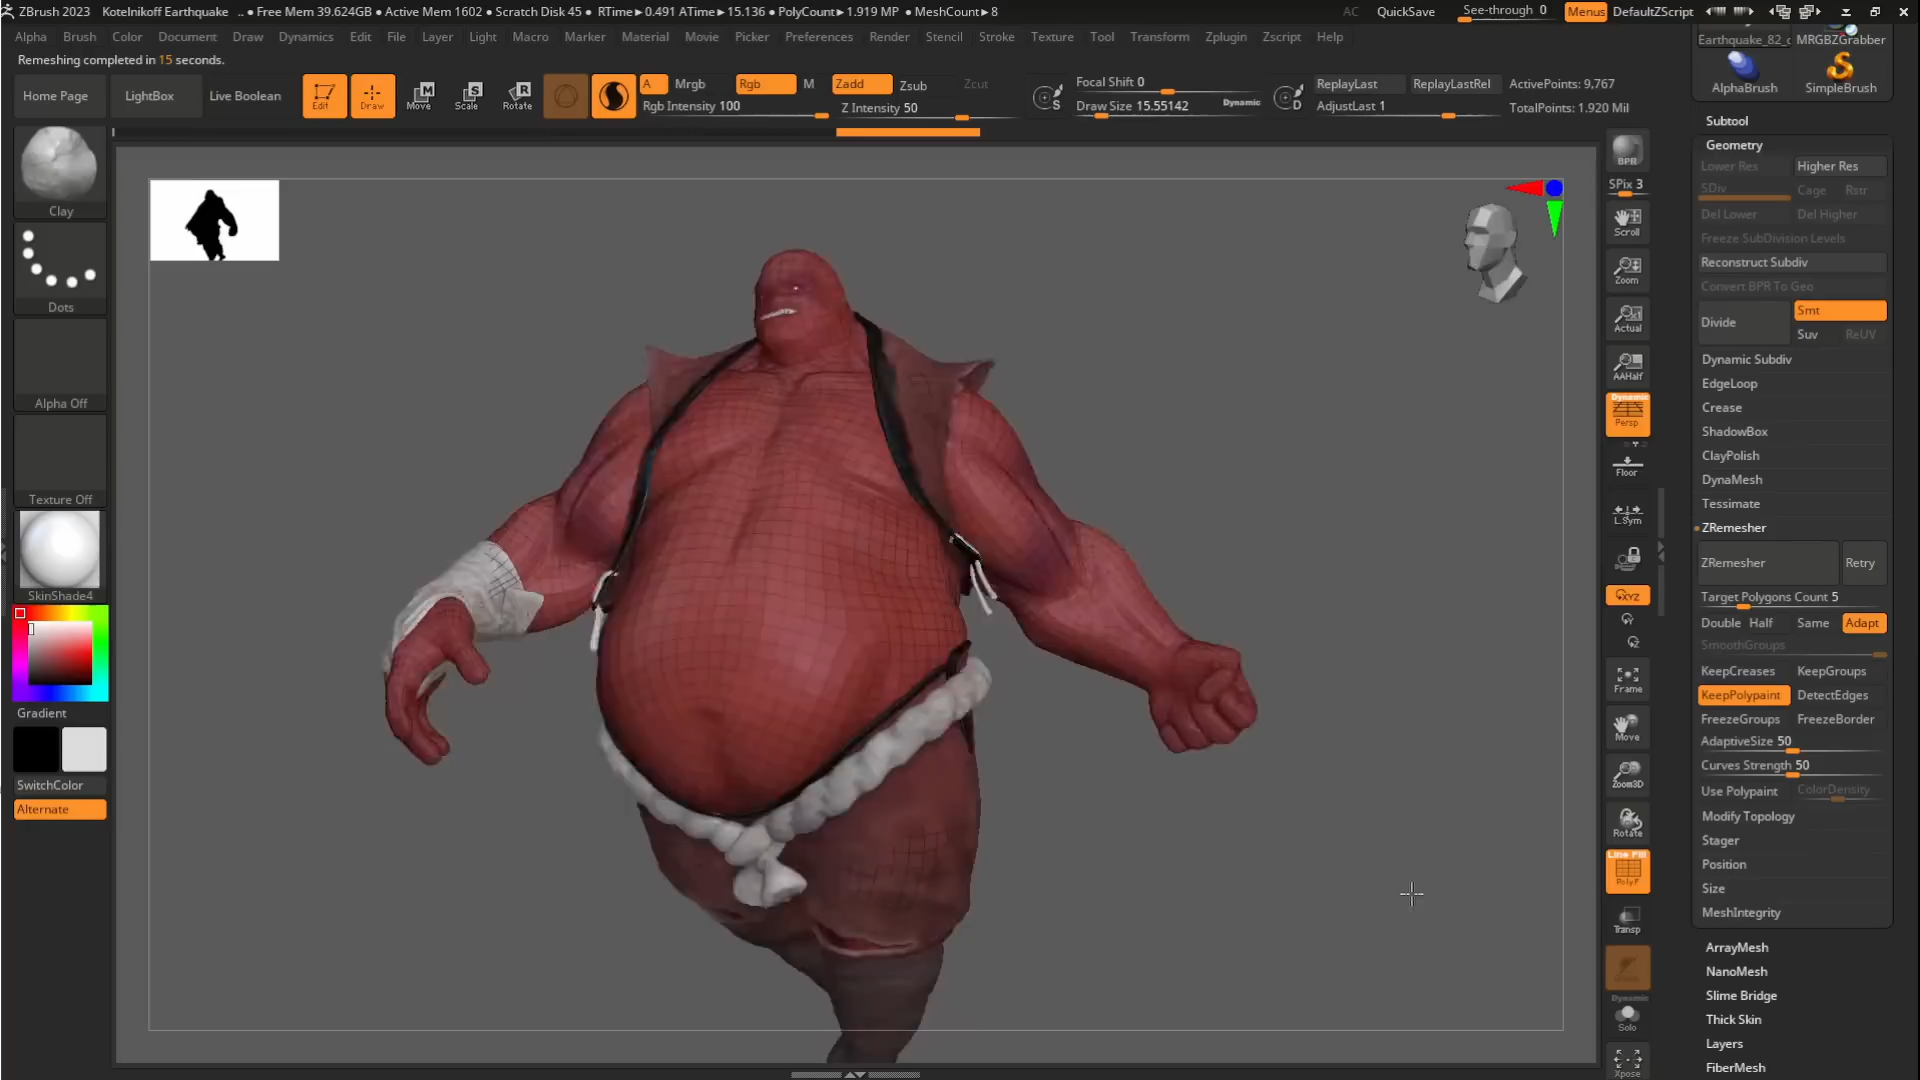 ZBrush 2023 Kotelnikoff Earthquake .. • Free Mem 39.624GB • Active Mem 1602 • Scratch Disk 45 • RTime▸0.491 ATime▸15.136 • PolyCount▸1.919 MP • MeshCount▸8 AC QuickSave See-through 0 Menus DefaultZScript
Alpha Brush Color Document Draw Dynamics Edit File Layer Light Macro Marker Material Movie Picker Preferences Render Stencil Stroke Texture Tool Transform Zplugin Zscript Help
Remeshing completed in 15 seconds.
Home Page LightBox Live Boolean Edit Draw Move Scale Rotate
A Mrgb Rgb M Zadd Zsub Zcut
Rgb Intensity 100 Z Intensity 50
Focal Shift 0
Draw Size 15.55142 Dynamic
ReplayLast ReplayLastRel ActivePoints: 9,767
AdjustLast 1 TotalPoints: 1.920 Mil
Clay
Dots
Alpha Off
Texture Off
SkinShade4
Gradient
SwitchColor
Alternate
BPR
SPix 3
Scroll
Zoom
Actual
AAHalf
Dynamic
Persp
Floor
L.Sym
XYZ
Frame
Move
Zoom3D
Rotate
Line Fill
PolyF
Transp
Dynamic
Solo
Xpose
MRGBZGrabber
AlphaBrush SimpleBrush
Subtool
Geometry
Lower Res Higher Res
SDiv Cage Rstr
Del Lower Del Higher
Freeze SubDivision Levels
Reconstruct Subdiv
Convert BPR To Geo
Divide Smt
Suv ReUV
Dynamic Subdiv
EdgeLoop
Crease
ShadowBox
ClayPolish
DynaMesh
Tessimate
ZRemesher
ZRemesher Retry
Target Polygons Count 5
Double Half Same Adapt
SmoothGroups
KeepCreases KeepGroups
KeepPolypaint DetectEdges
FreezeGroups FreezeBorder
AdaptiveSize 50
Curves Strength 50
Use Polypaint ColorDensity
Modify Topology
Stager
Position
Size
MeshIntegrity
ArrayMesh
NanoMesh
Slime Bridge
Thick Skin
Layers
FiberMesh